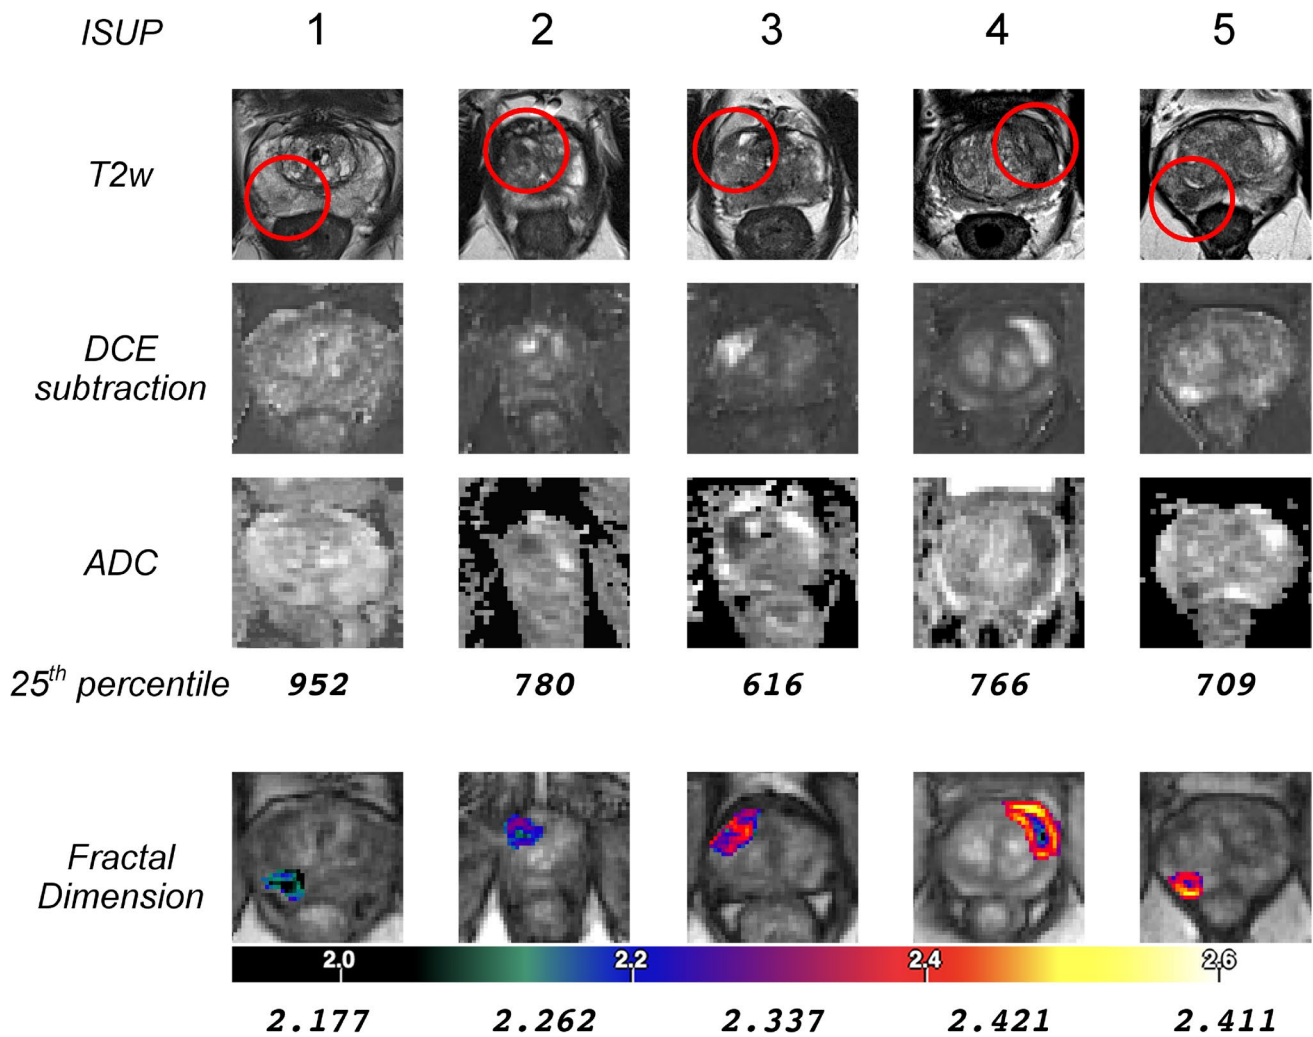 ISUP 1 2 3 4 5
T2w
DCE
subtraction
ADC
25th percentile 952 780 616 766 709
Fractal
Dimension
2.0 2.2 2.4 2.6
2.177 2.262 2.337 2.421 2.411